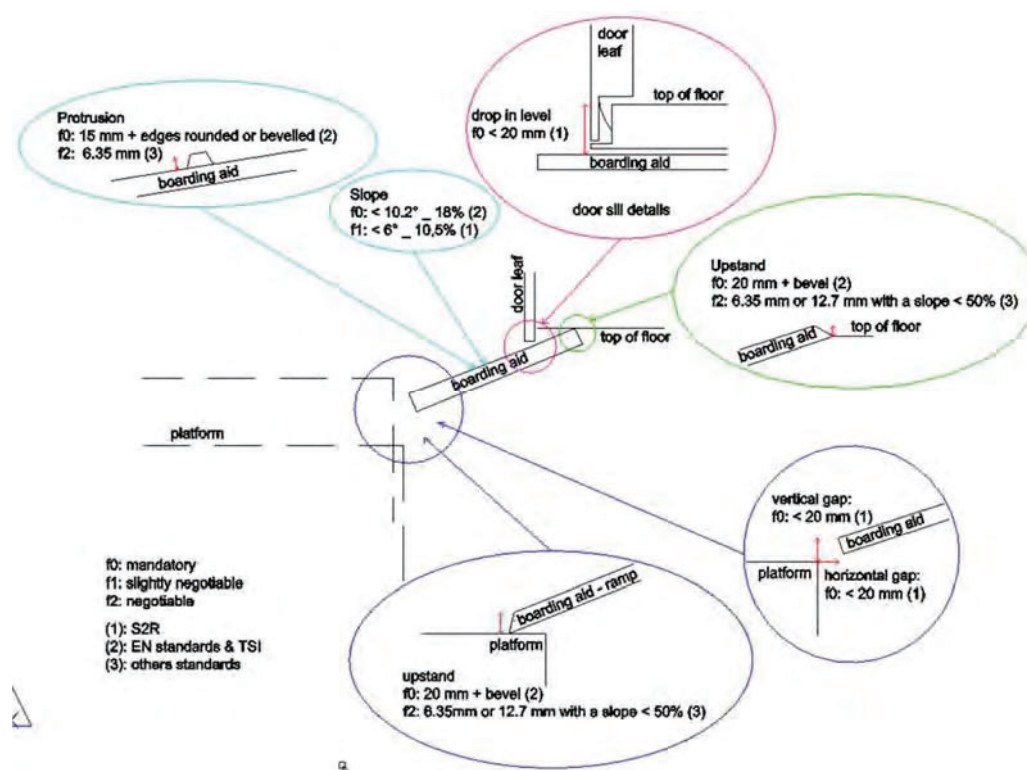 door
leaf
top of floor
drop in level
f0 < 20 mm (1)
boarding aid
door sill details
Protrusion
f0: 15 mm + edges rounded or bevelled (2)
f2: 6.35 mm (3)
boarding aid
Slope
f0: < 10.2° _ 18% (2)
f1: < 6° _ 10,5% (1)
Upstand
f0: 20 mm + bevel (2)
f2: 6.35 mm or 12.7 mm with a slope < 50% (3)
boarding aid
top of floor
door leaf
top of floor
boarding aid
platform
vertical gap:
f0: < 20 mm (1)
boarding aid
platform
horizontal gap:
f0: < 20 mm (1)
f0: mandatory
f1: slightly negotiable
f2: negotiable
(1): S2R
(2): EN standards & TSI
(3): others standards
boarding aid - ramp
platform
upstand
f0: 20 mm + bevel (2)
f2: 6.35mm or 12.7 mm with a slope < 50% (3)